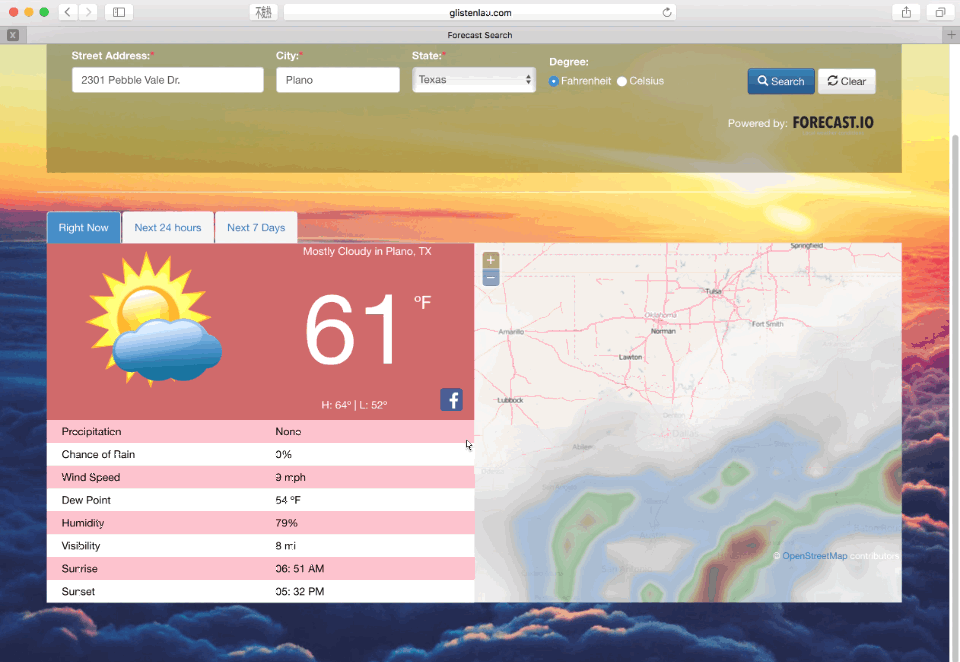 glistenlau.com
Forecast Search
Street Address:*
City:*
State:*
Degree:
2301 Pebble Vale Dr.
Plano
Texas
Fahrenheit
Celsius
Search
Clear
Powered by: FORECAST.IO
Right Now
Next 24 hours
Next 7 Days
Mostly Cloudy in Plano, TX
61 °F
H: 64° | L: 52°
f
Precipitation None
Chance of Rain 0%
Wind Speed 9 mph
Dew Point 54 °F
Humidity 79%
Visibility 8 mi
Sunrise 06: 51 AM
Sunset 05: 32 PM
+
−
Springfield
Tulsa
Oklahoma
Fort Smith
Amarillo
Norman
Lawton
Lubbock
Abilene
© OpenStreetMap contributors